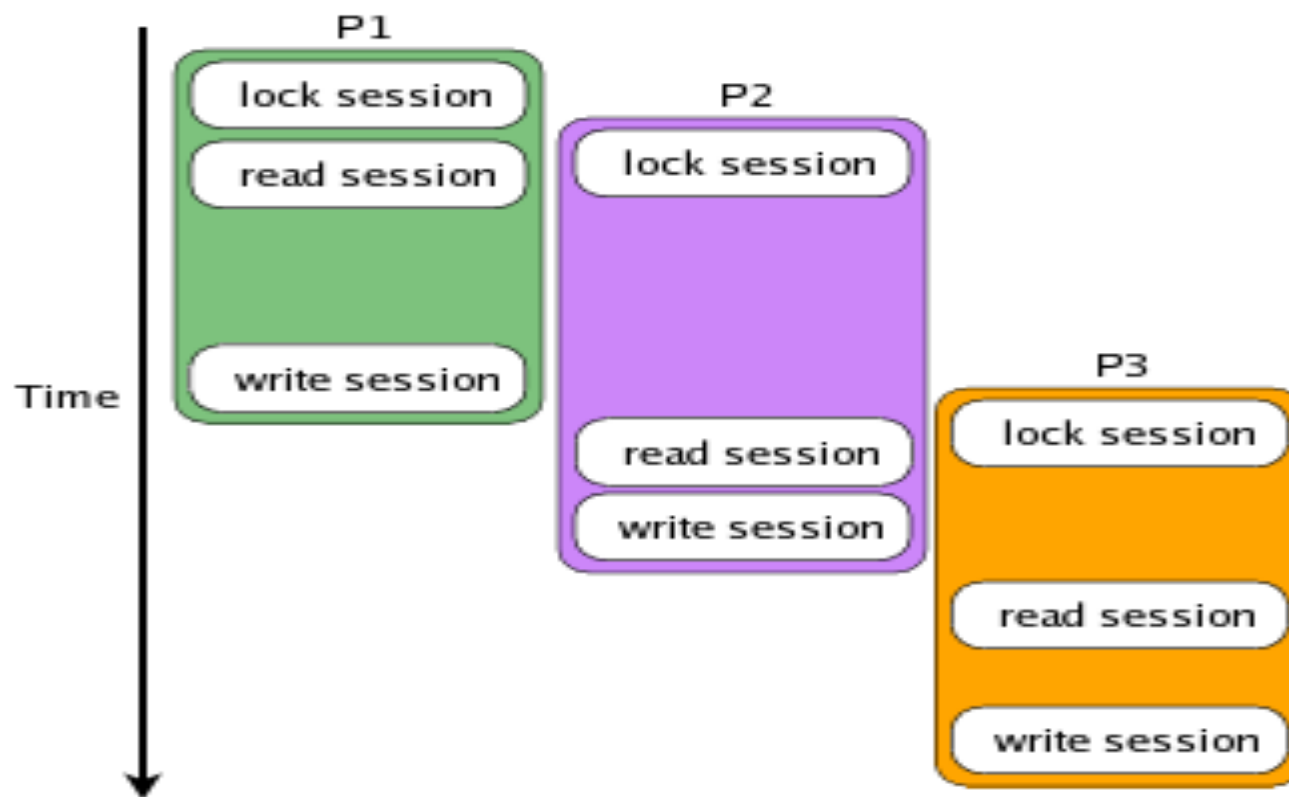 P1
lock session
read session
write session
P2
lock session
read session
write session
P3
lock session
read session
write session
Time